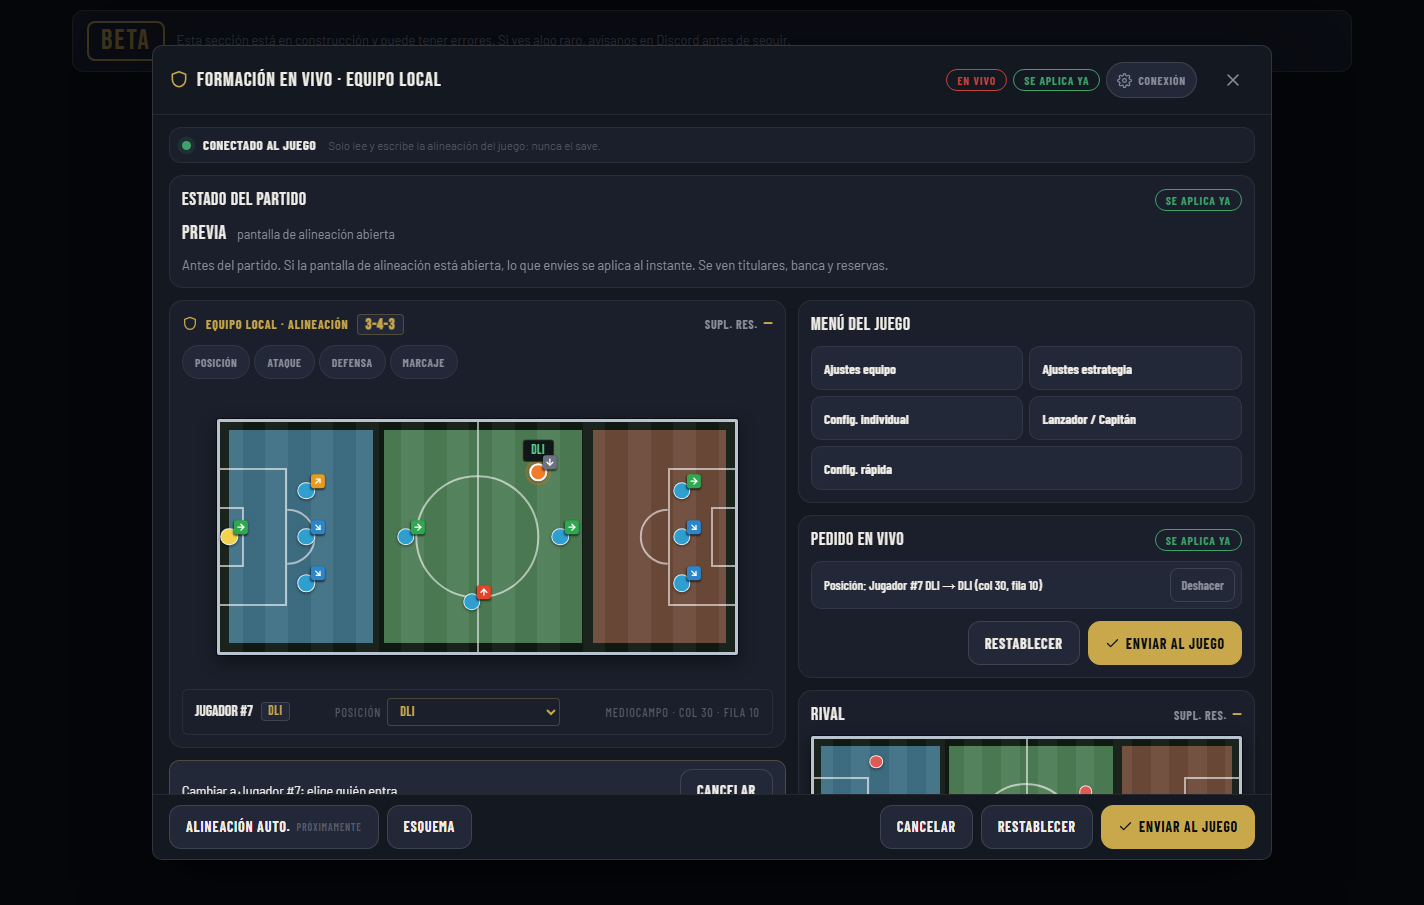 BETA
Esta sección está en construcción y puede tener errores. Si ves algo raro, avísanos en Discord antes de seguir.
FORMACIÓN EN VIVO · EQUIPO LOCAL
EN VIVO
SE APLICA YA
CONEXIÓN
CONECTADO AL JUEGO
Solo lee y escribe la alineación del juego: nunca el save.
ESTADO DEL PARTIDO
SE APLICA YA
PREVIA
pantalla de alineación abierta
Antes del partido. Si la pantalla de alineación está abierta, lo que envíes se aplica al instante. Se ven titulares, banca y reservas.
EQUIPO LOCAL · ALINEACIÓN
3-4-3
SUPL. RES. –
POSICIÓN
ATAQUE
DEFENSA
MARCAJE
DLI
JUGADOR #7
DLI
POSICIÓN
DLI
MEDIOCAMPO · COL 30 · FILA 10
Cambiar a Jugador #7: elige quién entra
CANCELAR
MENÚ DEL JUEGO
Ajustes equipo
Ajustes estrategia
Config. individual
Lanzador / Capitán
Config. rápida
PEDIDO EN VIVO
SE APLICA YA
Posición: Jugador #7 DLI → DLI (col 30, fila 10)
Deshacer
RESTABLECER
ENVIAR AL JUEGO
RIVAL
SUPL. RES. –
ALINEACIÓN AUTO. PRÓXIMAMENTE
ESQUEMA
CANCELAR
RESTABLECER
ENVIAR AL JUEGO